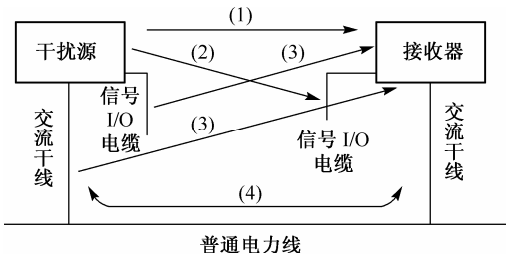 (1)
干扰源
(2)
(3)
接收器
信号
I/O
电缆
交流干线
(3)
信号 I/O
电缆
交流干线
(4)
普通电力线